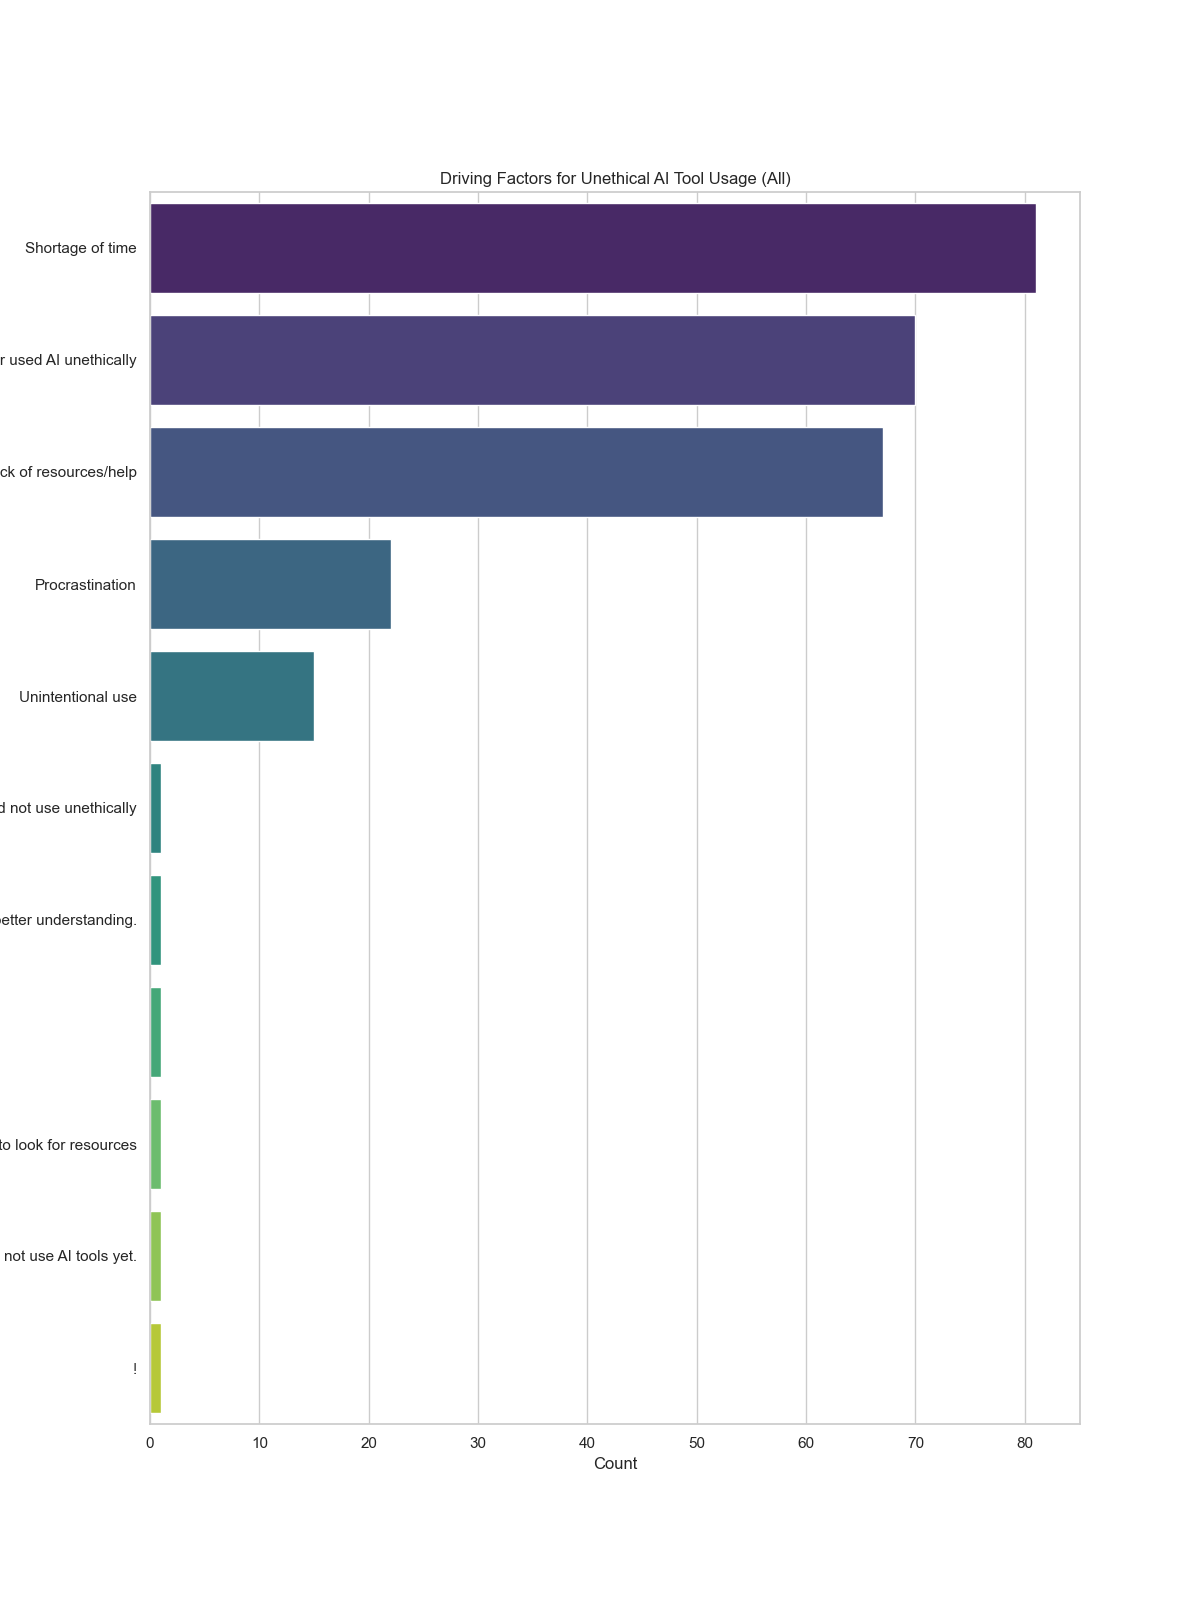 Driving Factors for Unethical AI Tool Usage (All)
Shortage of time
r used AI unethically
ck of resources/help
Procrastination
Unintentional use
d not use unethically
etter understanding.
to look for resources
not use AI tools yet.
!
0 10 20 30 40 50 60 70 80
Count